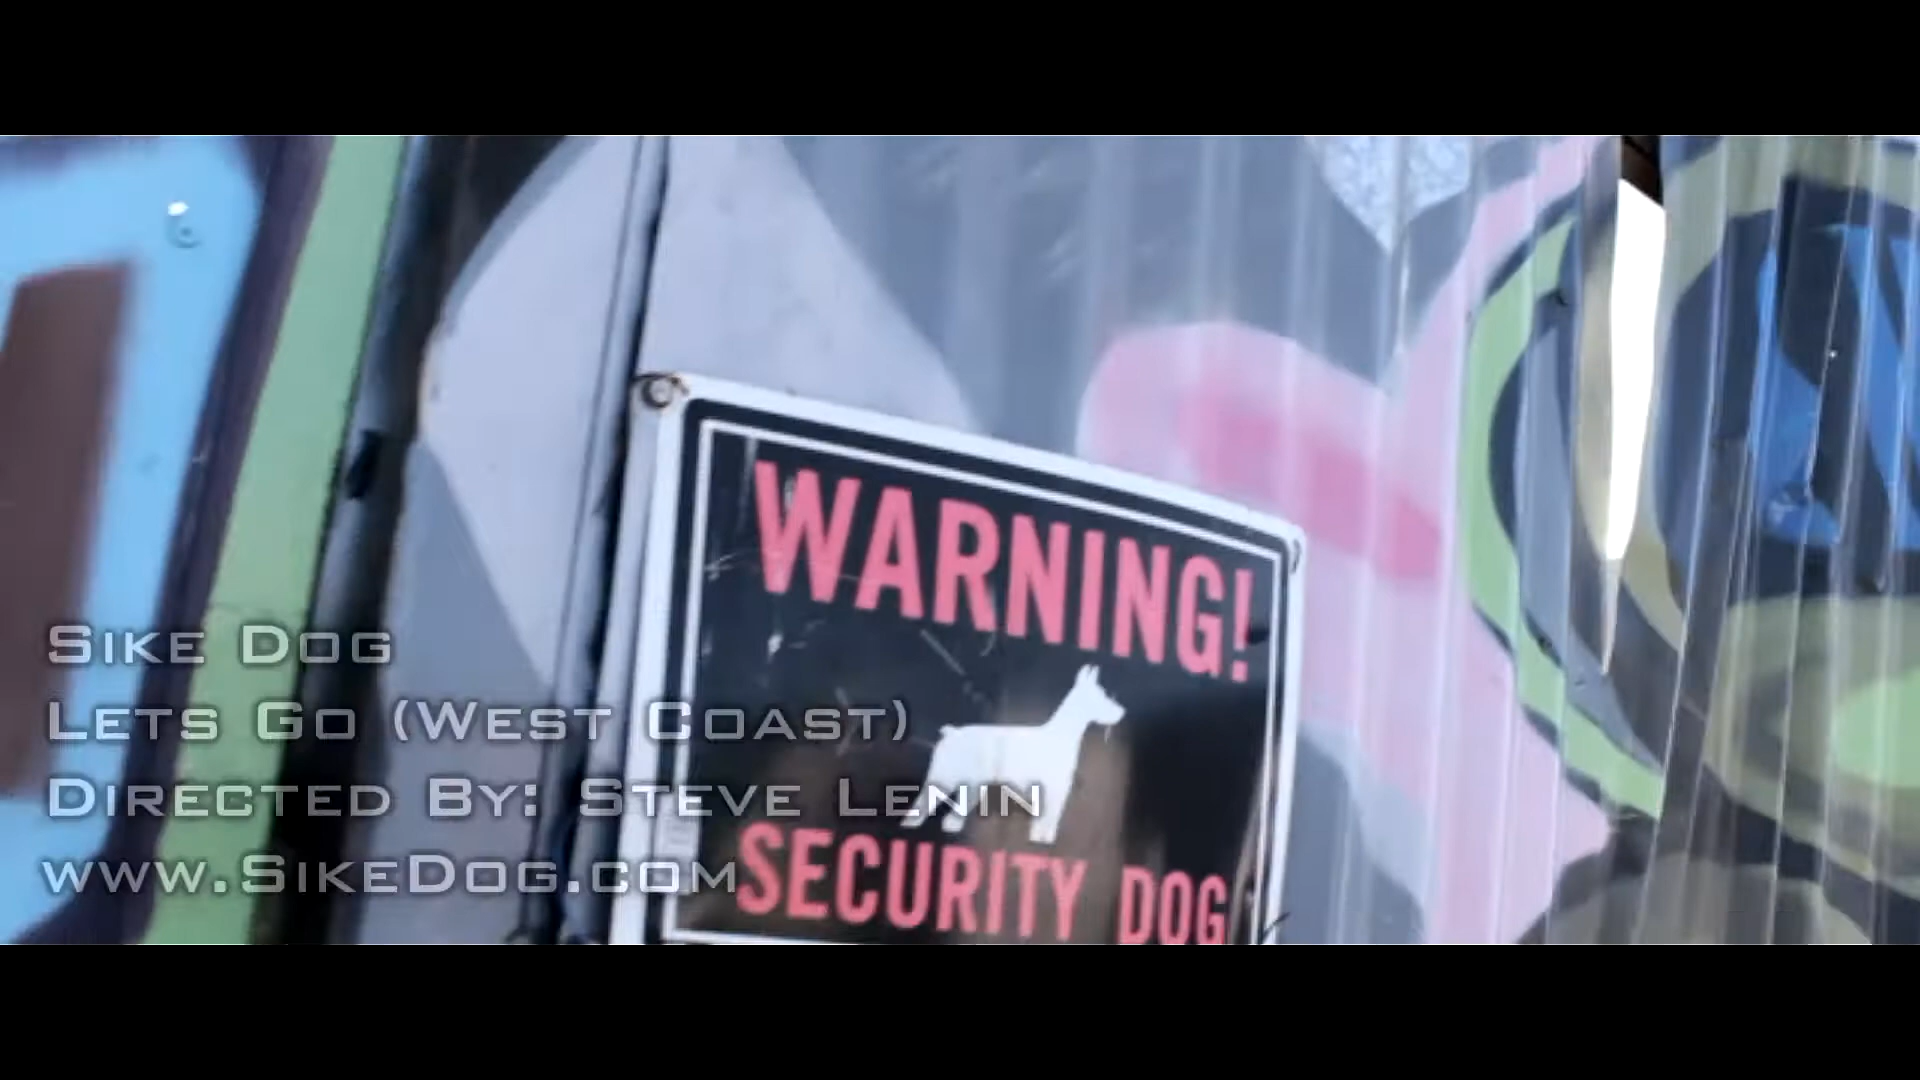 WARNING!
SECURITY DOG
Sike Dog
Lets Go (West Coast)
Directed By: Steve Lenin
www.SikeDog.com